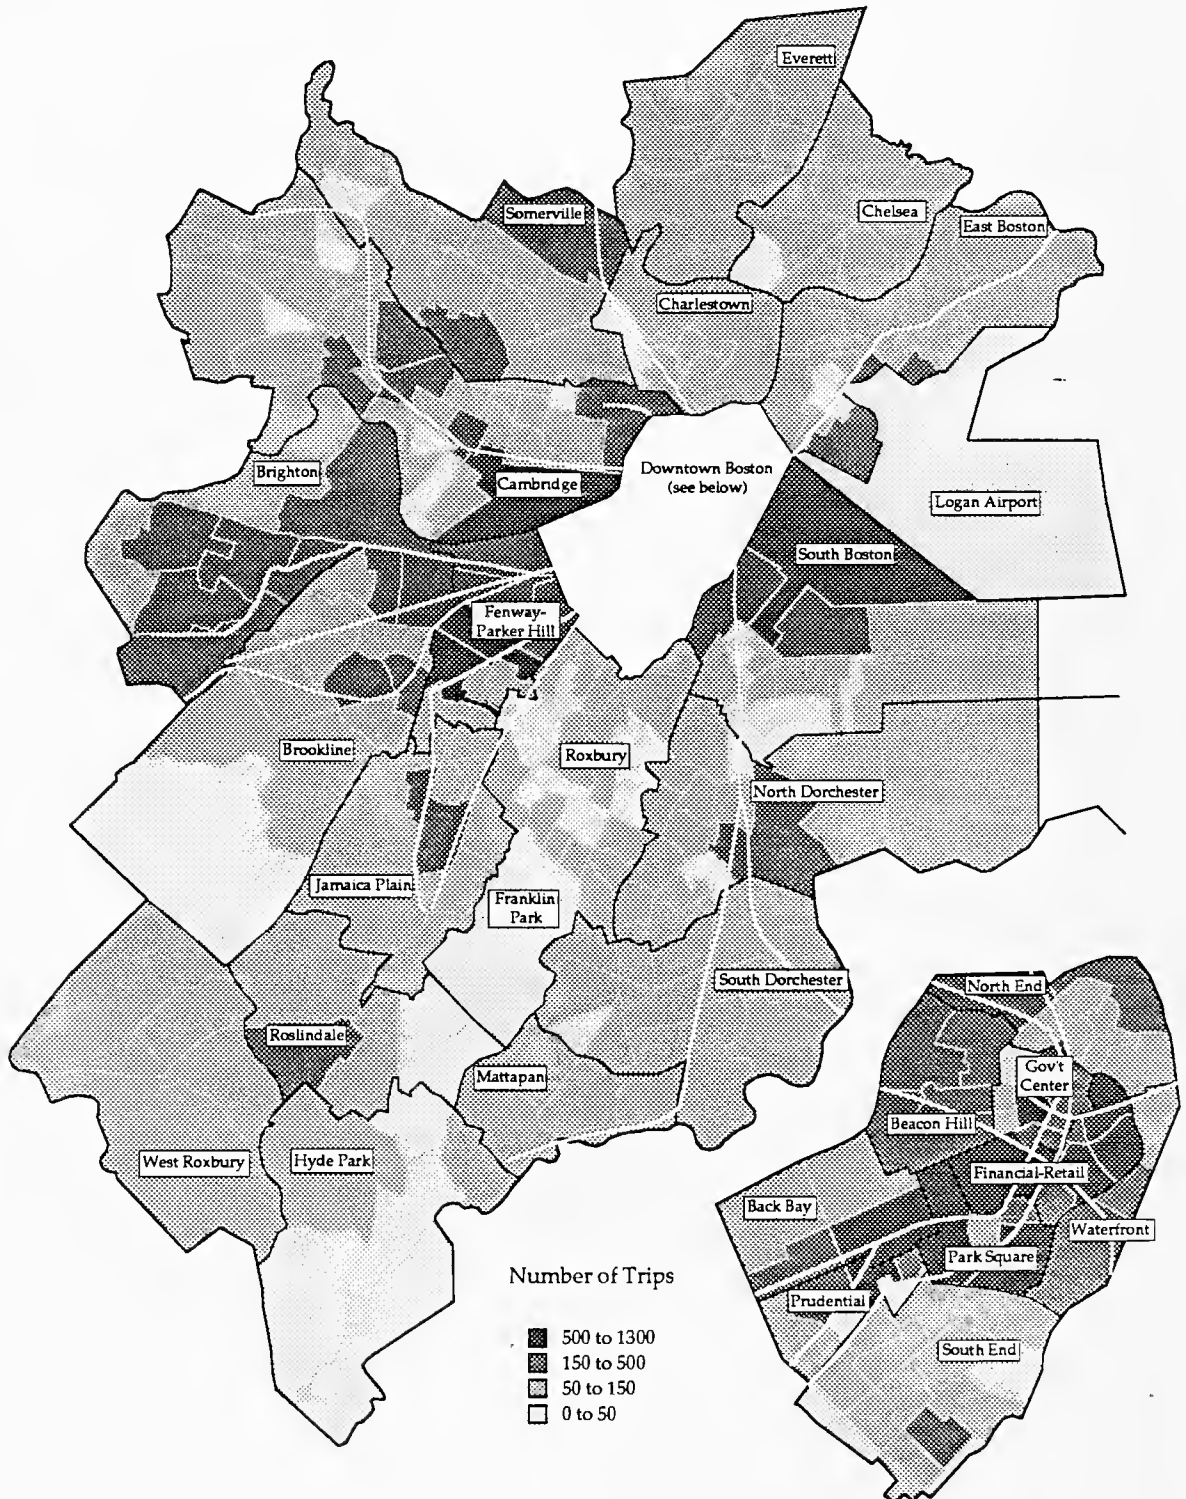 Everett
Somerville
Chelsea
East Boston
Charlestown
Brighton
Cambridge
Downtown Boston
(see below)
Logan Airport
South Boston
Fenway-
Parker Hill
Brookline
Roxbury
North Dorchester
Jamaica Plain
Franklin
Park
South Dorchester
North End
Roslindale
Mattapan
Gov't
Center
Beacon Hill
West Roxbury
Hyde Park
Financial-Retail
Back Bay
Waterfront
Park Square
Prudential
South End
Number of Trips
500 to 1300
150 to 500
50 to 150
0 to 50